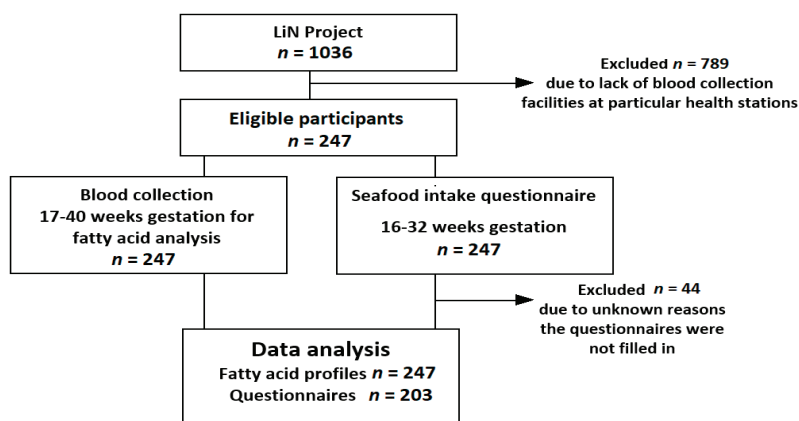 LiN Project
n = 1036
Excluded n = 789
due to lack of blood collection
facilities at particular health stations
Eligible participants
n = 247
Blood collection
17-40 weeks gestation for
fatty acid analysis
n = 247
Seafood intake questionnaire
16-32 weeks gestation
n = 247
Excluded n = 44
due to unknown reasons
the questionnaires were
not filled in
Data analysis
Fatty acid profiles n = 247
Questionnaires n = 203